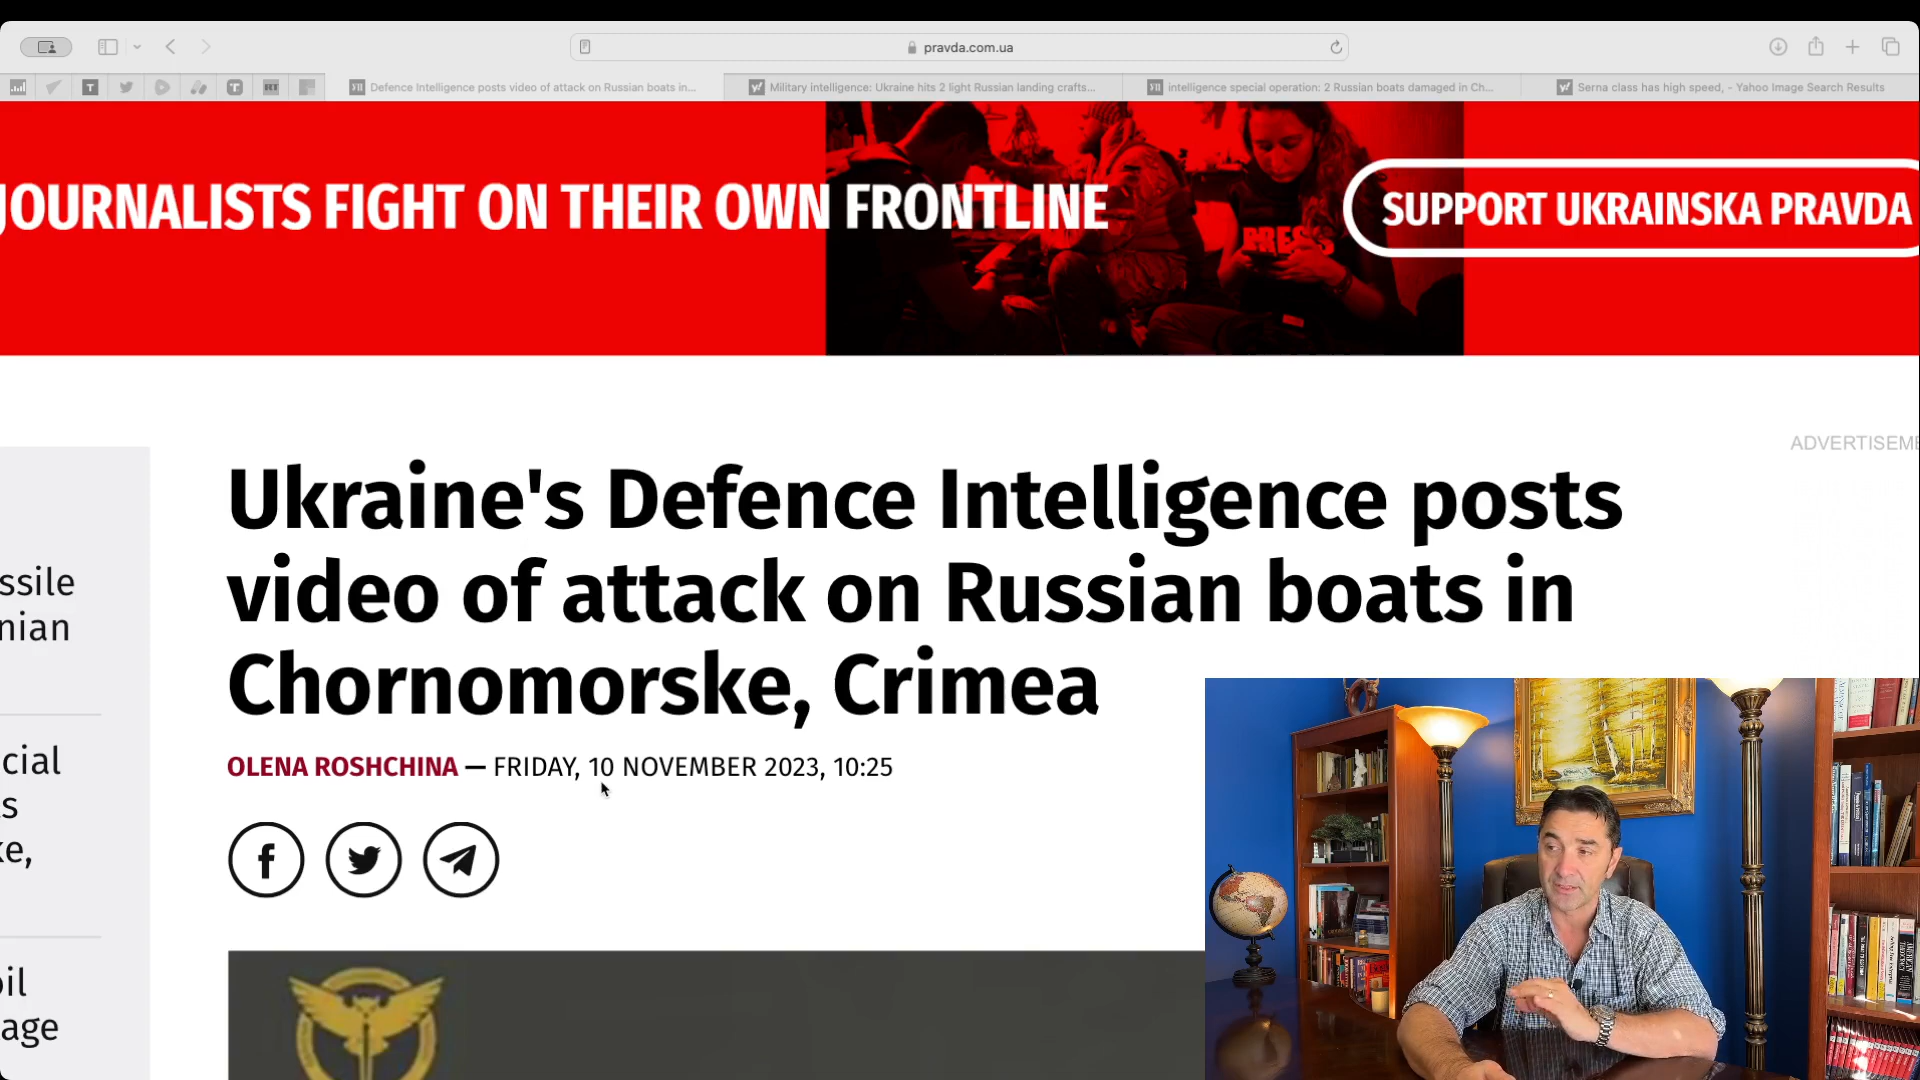 pravda.com.ua
Defence Intelligence posts video of attack on Russian boats in...
Military intelligence: Ukraine hits 2 light Russian landing crafts...
intelligence special operation: 2 Russian boats damaged in Ch...
Serna class has high speed, - Yahoo Image Search Results
JOURNALISTS FIGHT ON THEIR OWN FRONTLINE
PRESS
SUPPORT UKRAINSKA PRAVDA
ADVERTISEME
Ukraine's Defence Intelligence posts
video of attack on Russian boats in
Chornomorske, Crimea
OLENA ROSHCHINA — FRIDAY, 10 NOVEMBER 2023, 10:25
ssile
nian
cial
s
ke,
oil
age